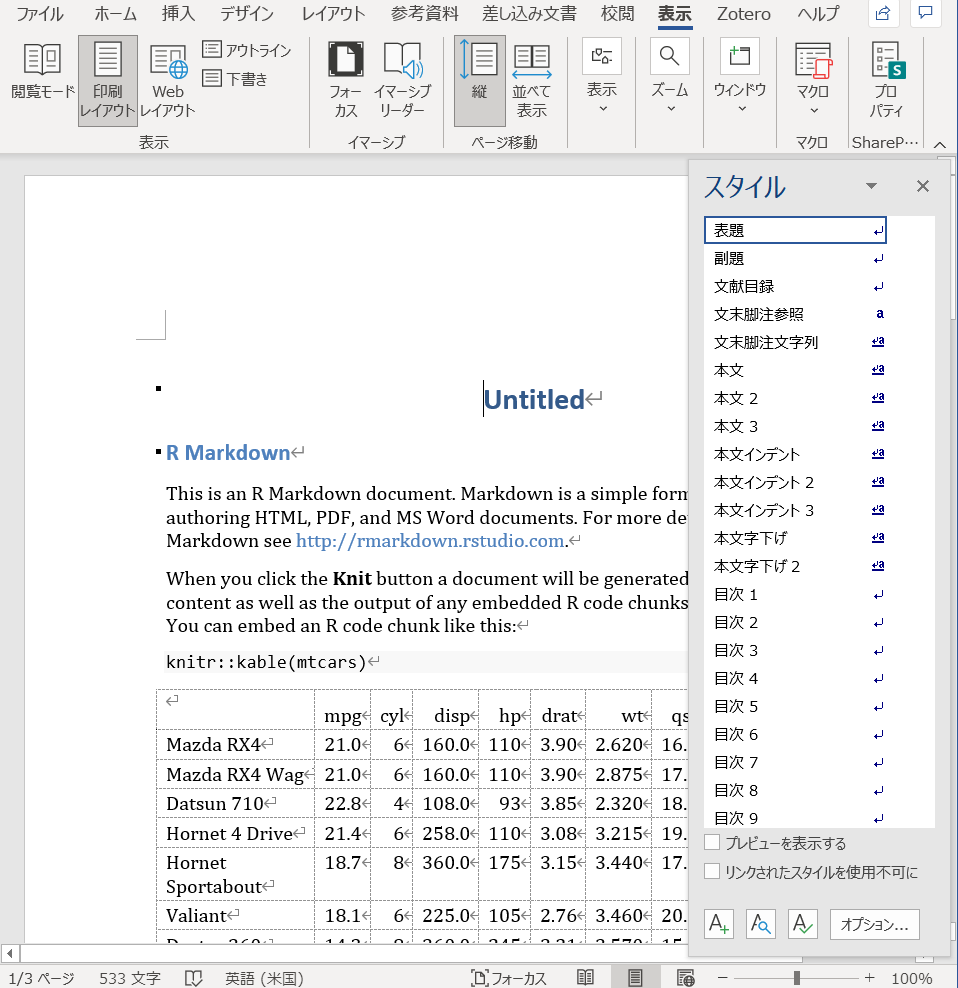 ファイル ホーム 挿入 デザイン レイアウト 参考資料 差し込み文書 校閲 表示 Zotero ヘルプ
閲覧モード
印刷
レイアウト
Web
レイアウト
アウトライン
下書き
表示
フォー
カス
イマーシブ
リーダー
イマーシブ
縦
並べて
表示
ページ移動
表示
ズーム
ウィンドウ
マクロ
マクロ
プロ
パティ
ShareP…
Untitled↵
R Markdown↵
This is an R Markdown document. Markdown is a simple form
authoring HTML, PDF, and MS Word documents. For more de
Markdown see http://rmarkdown.rstudio.com.↵
When you click the Knit button a document will be generated
content as well as the output of any embedded R code chunks
You can embed an R code chunk like this:↵
knitr::kable(mtcars)↵
↵ mpg↵ cyl↵ disp↵ hp↵ drat↵ wt↵ qs
Mazda RX4↵ 21.0↵ 6↵ 160.0↵ 110↵ 3.90↵ 2.620↵ 16.
Mazda RX4 Wag↵ 21.0↵ 6↵ 160.0↵ 110↵ 3.90↵ 2.875↵ 17.
Datsun 710↵ 22.8↵ 4↵ 108.0↵ 93↵ 3.85↵ 2.320↵ 18.
Hornet 4 Drive↵ 21.4↵ 6↵ 258.0↵ 110↵ 3.08↵ 3.215↵ 19.
Hornet 18.7↵ 8↵ 360.0↵ 175↵ 3.15↵ 3.440↵ 17.
Sportabout↵
Valiant↵ 18.1↵ 6↵ 225.0↵ 105↵ 2.76↵ 3.460↵ 20.
スタイル
表題 ↵
副題 ↵
文献目録 ↵
文末脚注参照 a
文末脚注文字列 ↵a
本文 ↵a
本文 2 ↵a
本文 3 ↵a
本文インデント ↵a
本文インデント 2 ↵a
本文インデント 3 ↵a
本文字下げ ↵a
本文字下げ 2 ↵a
目次 1 ↵
目次 2 ↵
目次 3 ↵
目次 4 ↵
目次 5 ↵
目次 6 ↵
目次 7 ↵
目次 8 ↵
目次 9 ↵
プレビューを表示する
リンクされたスタイルを使用不可に
オプション...
1/3 ページ 533 文字 英語 (米国) フォーカス 100%